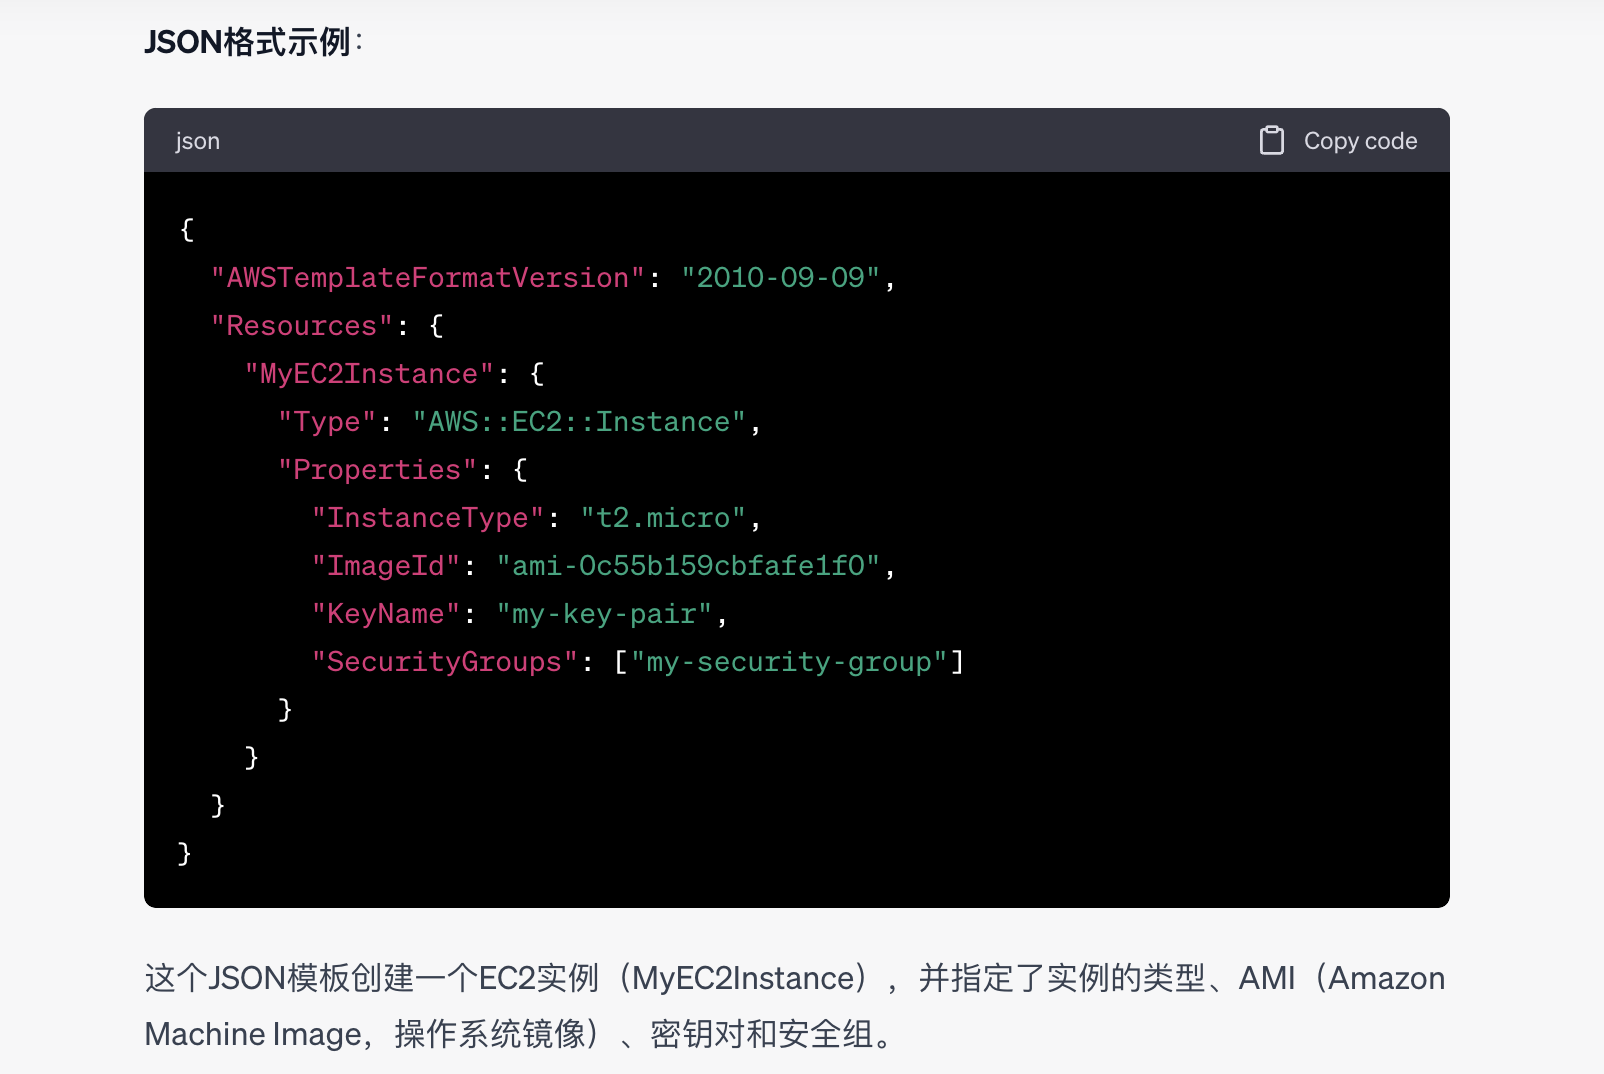 JSON格式示例：
json
Copy code
{
  "AWSTemplateFormatVersion": "2010-09-09",
  "Resources": {
    "MyEC2Instance": {
      "Type": "AWS::EC2::Instance",
      "Properties": {
        "InstanceType": "t2.micro",
        "ImageId": "ami-0c55b159cbfafe1f0",
        "KeyName": "my-key-pair",
        "SecurityGroups": ["my-security-group"]
      }
    }
  }
}
这个JSON模板创建一个EC2实例（MyEC2Instance），并指定了实例的类型、AMI（Amazon
Machine Image，操作系统镜像）、密钥对和安全组。